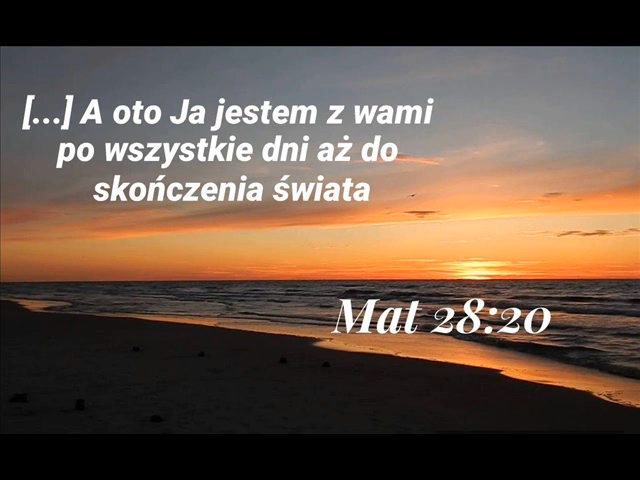 [...] A oto Ja jestem z wami
po wszystkie dni aż do
skończenia świata
Mat 28:20